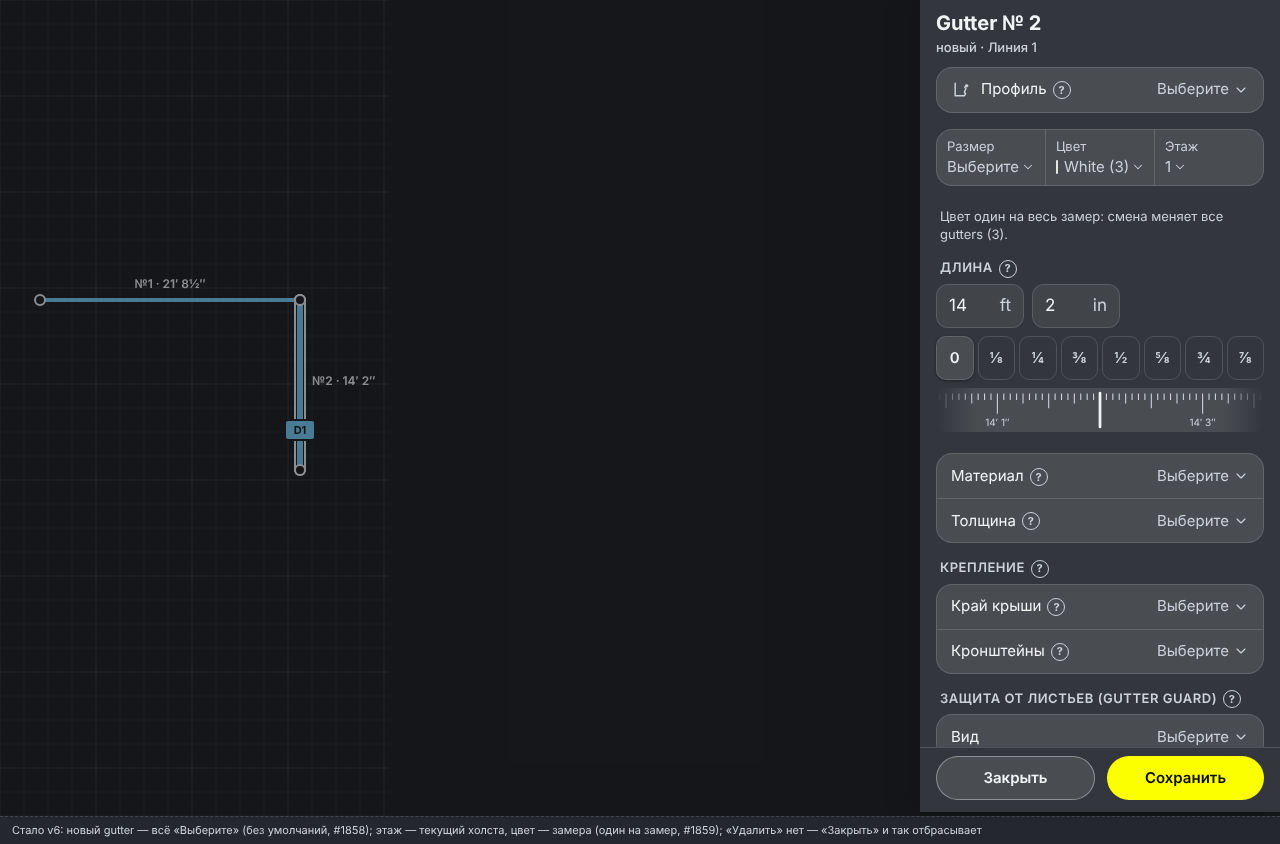 Gutter № 2
новый · Линия 1
Профиль ? Выберите
Размер Цвет Этаж
Выберите White (3) 1
Цвет один на весь замер: смена меняет все
gutters (3).
ДЛИНА ?
14 ft 2 in
0 ⅛ ¼ ⅜ ½ ⅝ ¾ ⅞
14′ 1″ 14′ 3″
Материал ? Выберите
Толщина ? Выберите
КРЕПЛЕНИЕ ?
Край крыши ? Выберите
Кронштейны ? Выберите
ЗАЩИТА ОТ ЛИСТЬЕВ (GUTTER GUARD) ?
Вид Выберите
Закрыть Сохранить
№1 · 21′ 8½″
№2 · 14′ 2″
D1
Стало v6: новый gutter — всё «Выберите» (без умолчаний, #1858); этаж — текущий холста, цвет — замера (один на замер, #1859); «Удалить» нет — «Закрыть» и так отбрасывает